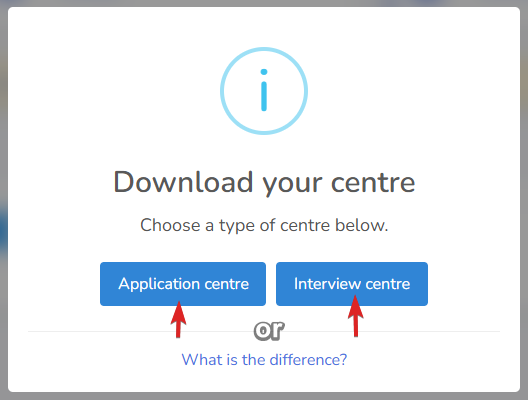 i
Download your centre
Choose a type of centre below.
Application centre
Interview centre
or
What is the difference?